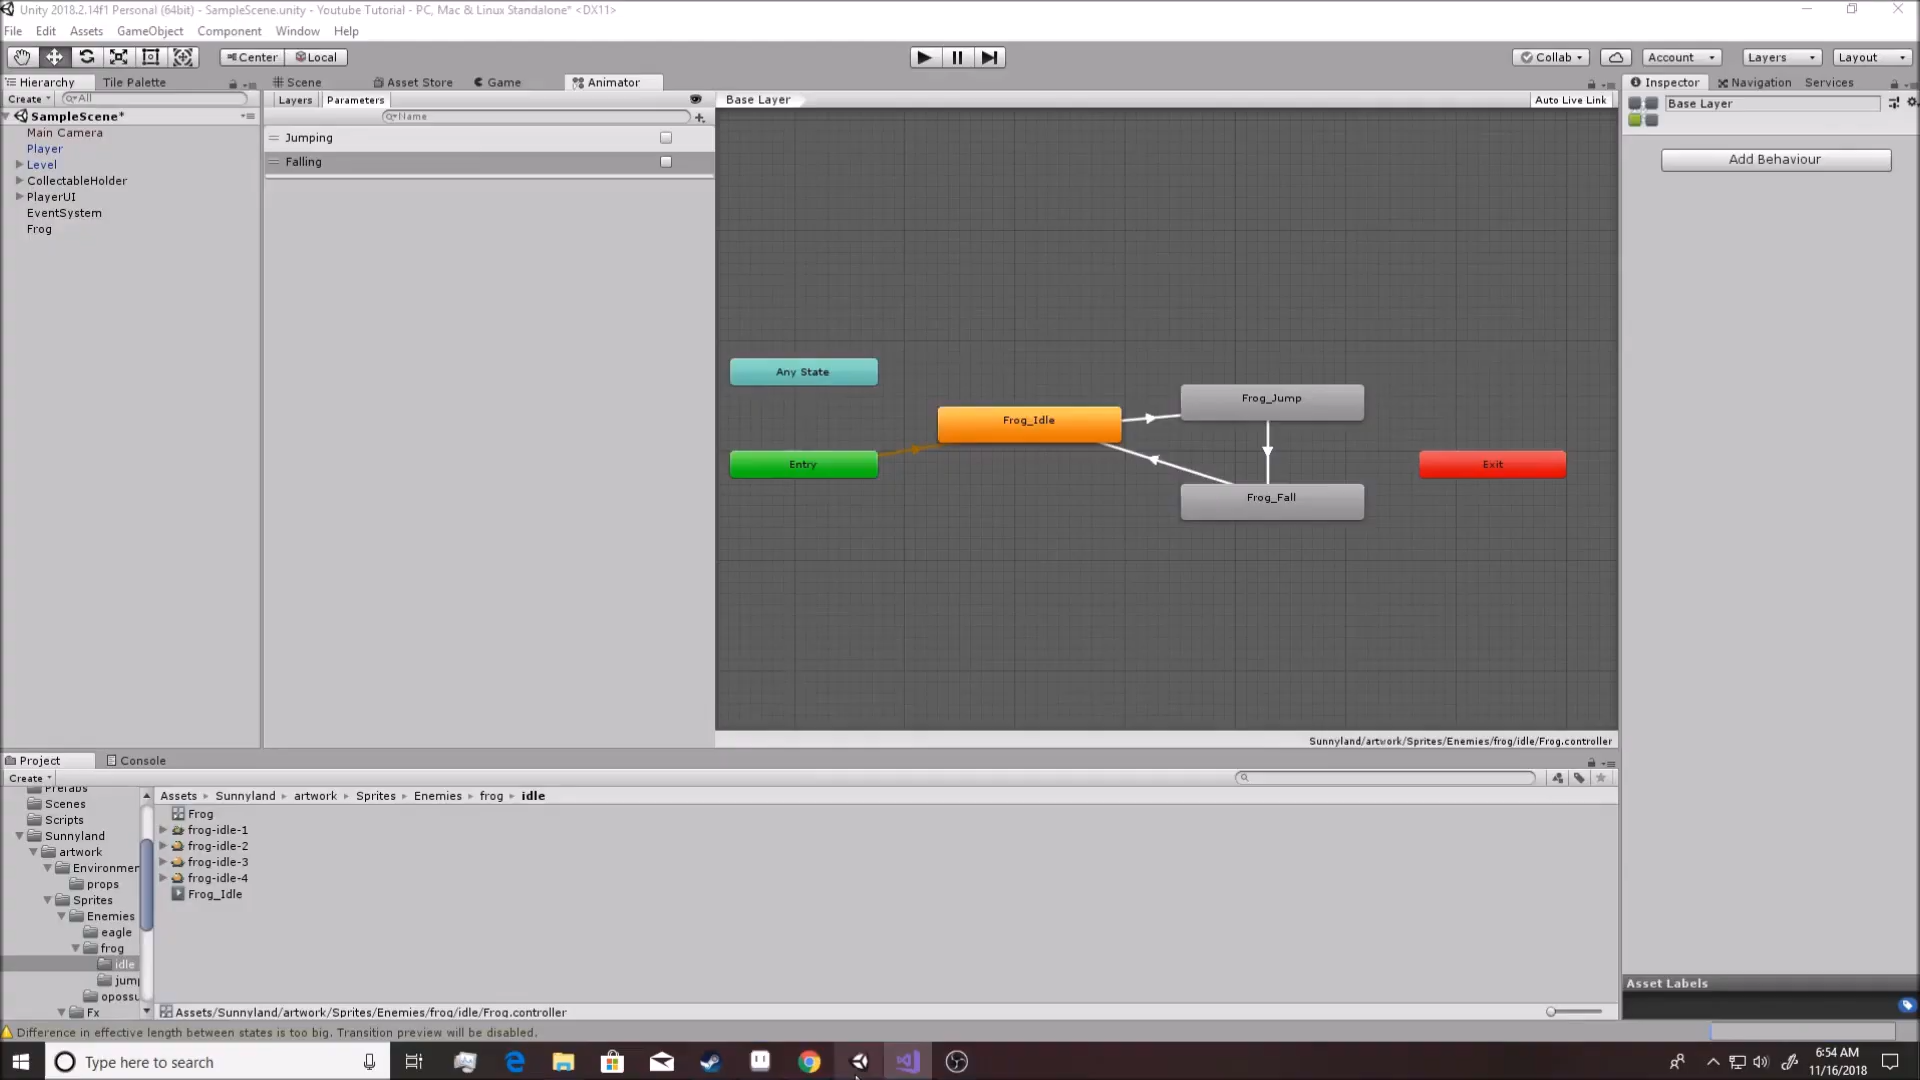 Unity 2018.2.14f1 Personal (64bit) - SampleScene.unity - Youtube Tutorial - PC, Mac & Linux Standalone* <DX11>
File Edit Assets GameObject Component Window Help
Center Local Collab Account Layers Layout
Hierarchy Tile Palette Scene Asset Store Game Animator Inspector Navigation Services
Create All Layers Parameters Base Layer Auto Live Link Base Layer
SampleScene* Name
Main Camera Jumping
Player Falling Add Behaviour
Level
CollectableHolder
PlayerUI
EventSystem
Frog
Any State
Frog_Jump
Frog_Idle
Entry Exit
Frog_Fall
Sunnyland/artwork/Sprites/Enemies/frog/idle/Frog.controller
Project Console
Create
Prefabs Assets Sunnyland artwork Sprites Enemies frog idle
Scenes Frog
Scripts frog-idle-1
Sunnyland frog-idle-2
artwork frog-idle-3
Environmer frog-idle-4
props Frog_Idle
Sprites
Enemies
eagle
frog
idle
jump Asset Labels
opossu
Fx Assets/Sunnyland/artwork/Sprites/Enemies/frog/idle/Frog.controller
Difference in effective length between states is too big. Transition preview will be disabled.
Type here to search 6:54 AM
11/16/2018